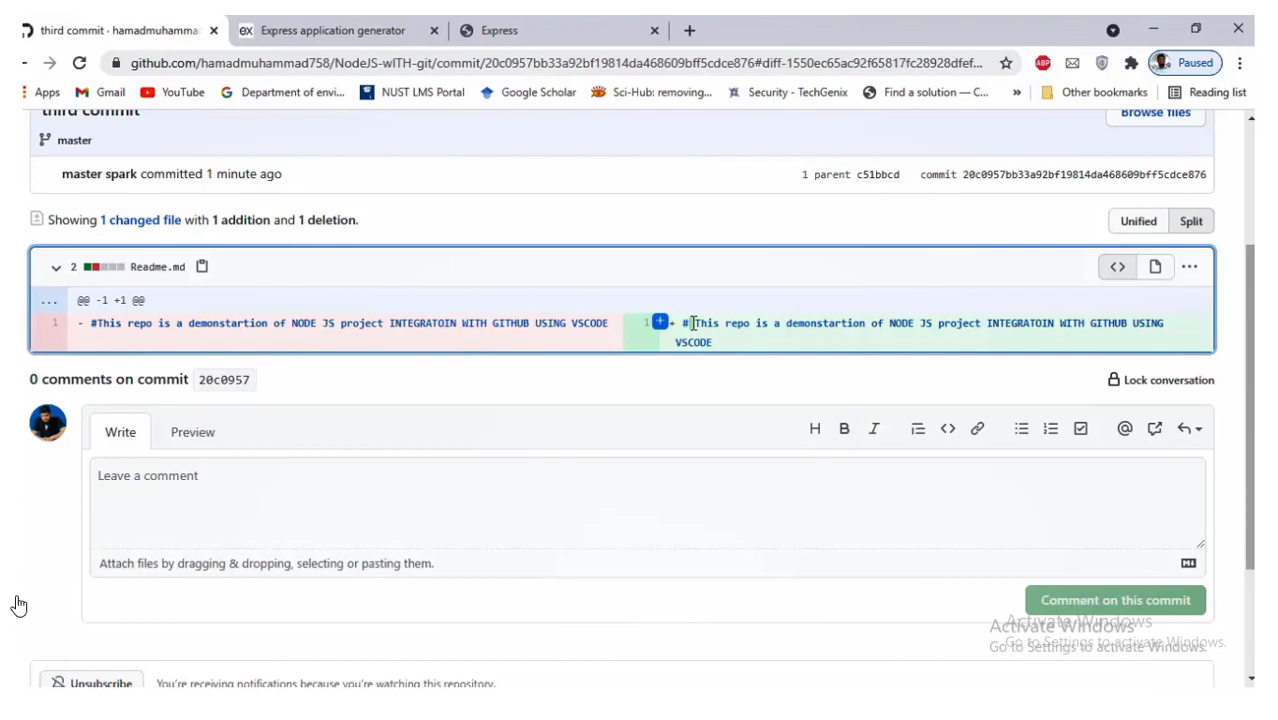 third commit · hamadmuhamma
Express application generator
Express
github.com/hamadmuhammad758/NodeJS-wITH-git/commit/20c0957bb33a92bf19814da468609bff5cdce876#diff-1550ec65ac92f65817fc28928dfef...
ABP
Paused
Apps
Gmail
YouTube
Department of envi...
NUST LMS Portal
Google Scholar
Sci-Hub: removing...
Security - TechGenix
Find a solution — C...
»
Other bookmarks
Reading list
third commit
Browse files
master
master spark committed 1 minute ago
1 parent c51bbcd
commit 20c0957bb33a92bf19814da468609bff5cdce876
Showing 1 changed file with 1 addition and 1 deletion.
Unified
Split
2
Readme.md
@@ -1 +1 @@
1 - #This repo is a demonstartion of NODE JS project INTEGRATOIN WITH GITHUB USING VSCODE
1 + # This repo is a demonstartion of NODE JS project INTEGRATOIN WITH GITHUB USING
VSCODE
0 comments on commit 20c0957
Lock conversation
Write
Preview
Leave a comment
Attach files by dragging & dropping, selecting or pasting them.
Comment on this commit
Activate Windows
Go to Settings to activate Windows.
Unsubscribe
You're receiving notifications because you're watching this repository.